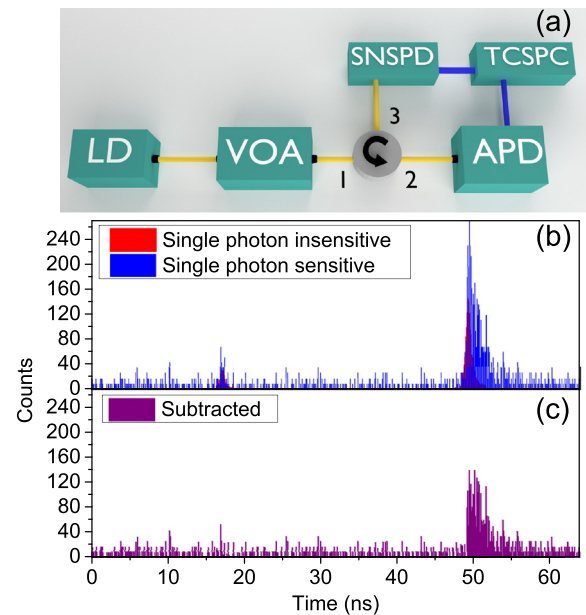 (a)
SNSPD
TCSPC
3
LD
VOA
APD
1
2
(b)
Single photon insensitive
Single photon sensitive
240
200
160
120
80
40
0
Counts
(c)
Subtracted
240
200
160
120
80
40
0
0 10 20 30 40 50 60
Time (ns)